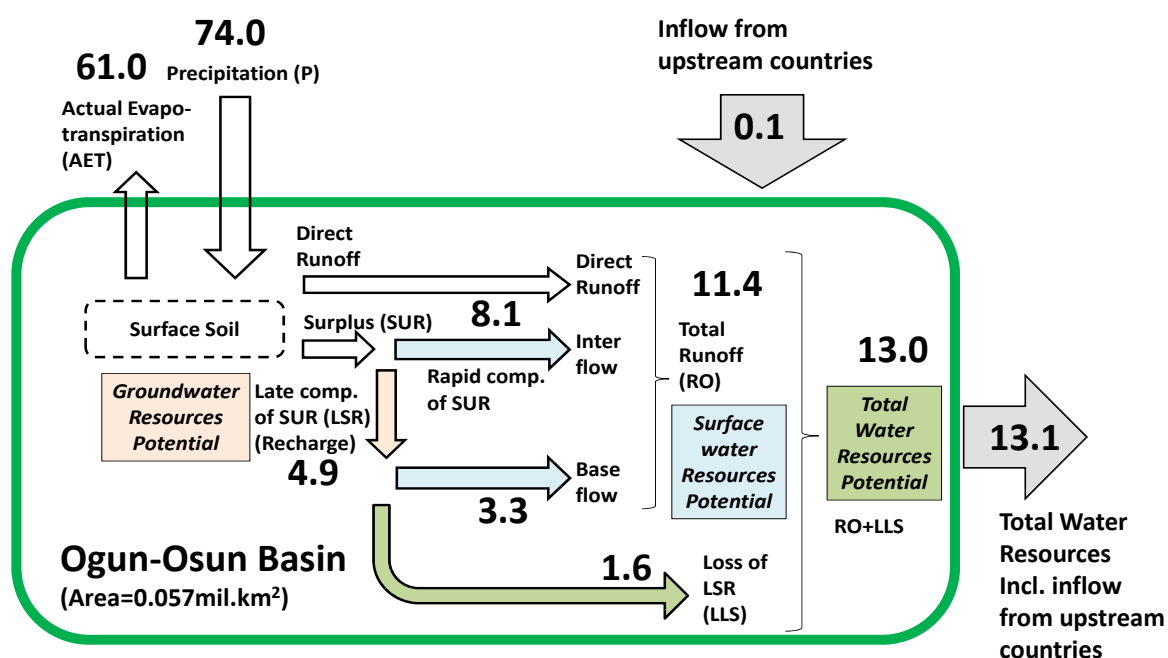 74.0
Precipitation (P)
61.0
Actual Evapo-
transpiration
(AET)
Inflow from
upstream countries
0.1
Direct
Runoff
Direct
Runoff
Surface Soil
Surplus (SUR)
8.1
Inter
flow
Rapid comp.
of SUR
Groundwater
Resources
Potential
Late comp.
of SUR (LSR)
(Recharge)
4.9
Base
flow
3.3
11.4
Total
Runoff
(RO)
Surface
water
Resources
Potential
13.0
Total
Water
Resources
Potential
RO+LLS
13.1
Total Water
Resources
Incl. inflow
from upstream
countries
1.6
Loss of
LSR
(LLS)
Ogun-Osun Basin
(Area=0.057mil.km²)